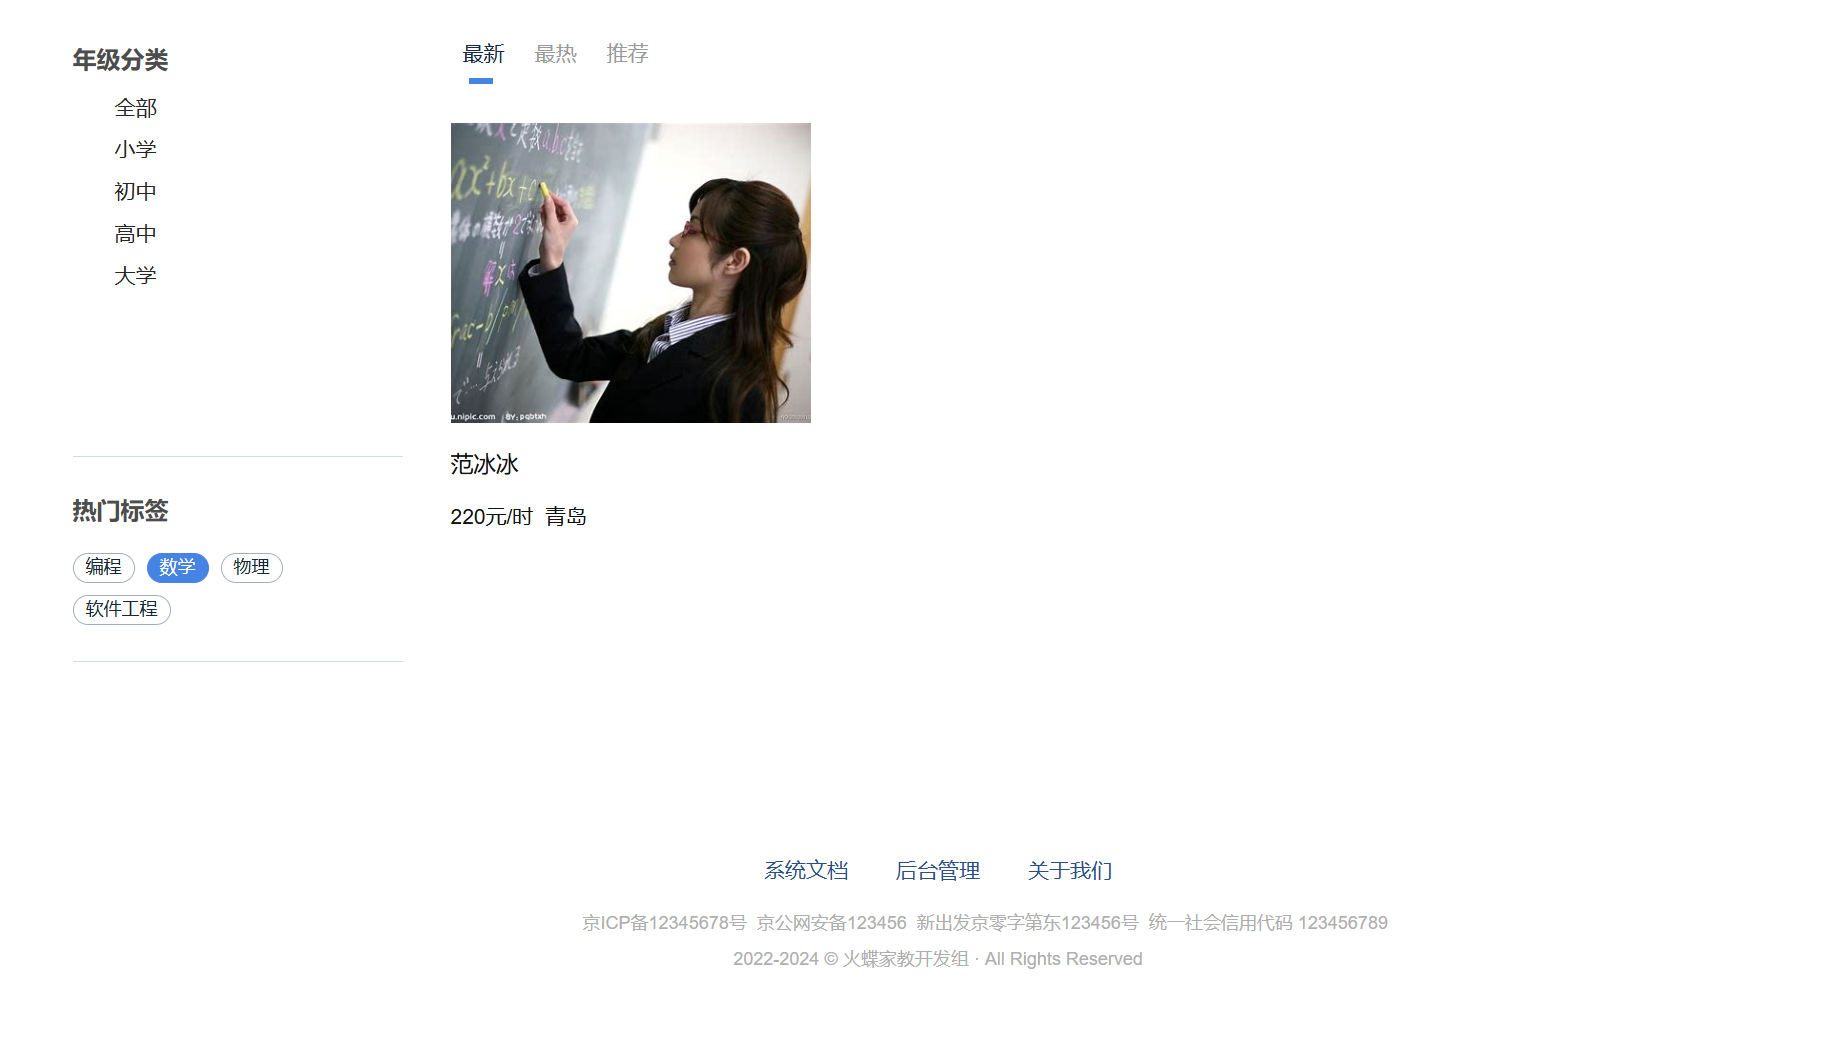 年级分类
全部
小学
初中
高中
大学
热门标签
编程 数学 物理
软件工程
最新 最热 推荐
ax²+bx+c
u.nipic.com BY: pqbtxh
范冰冰
220元/时 青岛
系统文档 后台管理 关于我们
京ICP备12345678号 京公网安备123456 新出发京零字第东123456号 统一社会信用代码 123456789
2022-2024 © 火蝶家教开发组 · All Rights Reserved